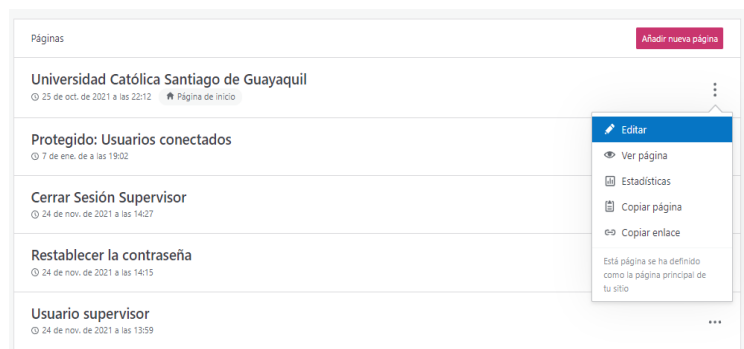 Páginas
Añadir nueva página
Universidad Católica Santiago de Guayaquil
25 de oct. de 2021 a las 22:12 Página de inicio
Editar
Protegido: Usuarios conectados
7 de ene. de a las 19:02
Ver página
Estadísticas
Cerrar Sesión Supervisor
24 de nov. de 2021 a las 14:27
Copiar página
Copiar enlace
Restablecer la contraseña
24 de nov. de 2021 a las 14:15
Está página se ha definido
como la página principal de
tu sitio
Usuario supervisor
24 de nov. de 2021 a las 13:59